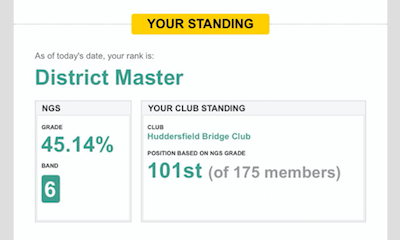 YOUR STANDING
As of today's date, your rank is:
District Master
NGS
GRADE
45.14%
BAND
6
YOUR CLUB STANDING
CLUB
Huddersfield Bridge Club
POSITION BASED ON NGS GRADE
101st (of 175 members)